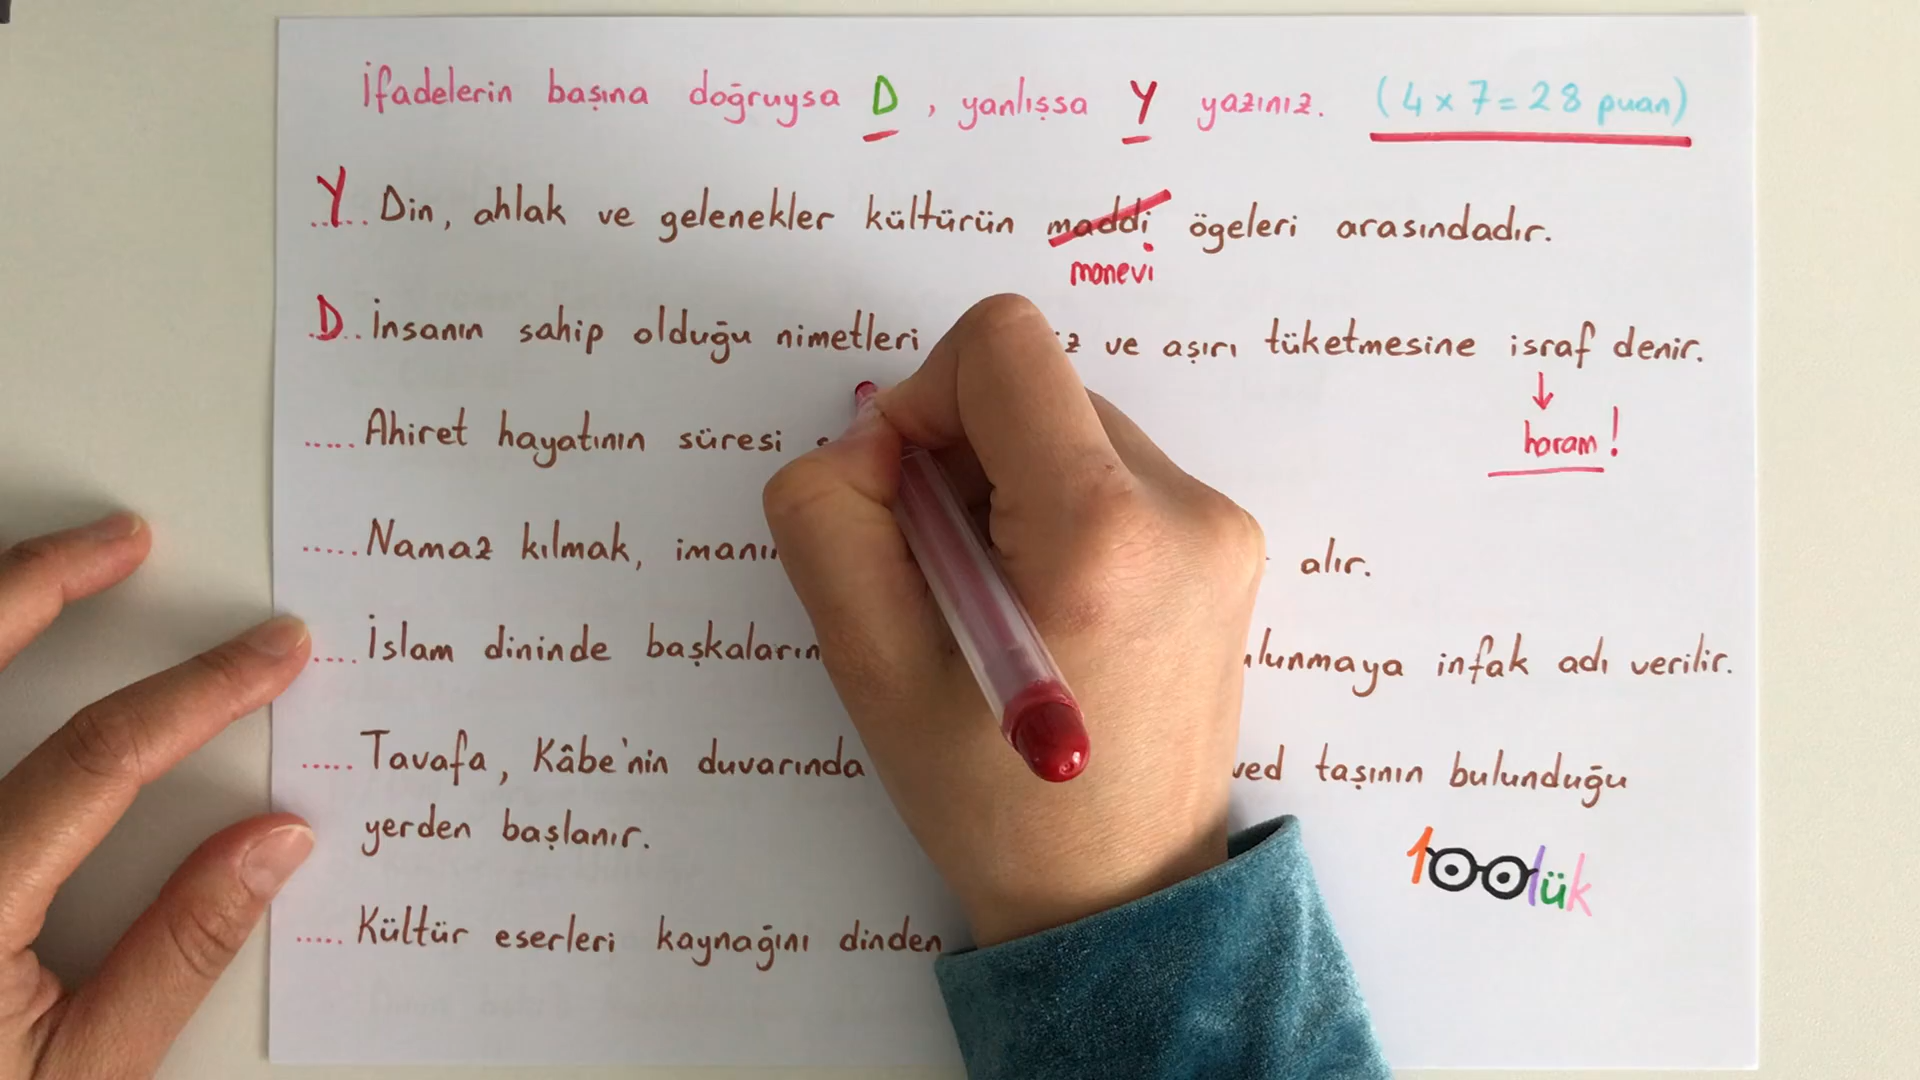 İfadelerin başına doğruysa D, yanlışsa Y yazınız. (4 x 7 = 28 puan)
Y..... Din, ahlak ve gelenekler kültürün maddi ögeleri arasındadır.
manevi
D..... İnsanın sahip olduğu nimetleri ve aşırı tüketmesine israf denir.
↓
haram!
..... Ahiret hayatının süresi
..... Namaz kılmak, alır.
..... İslam dininde infak adı verilir.
..... Tavafa, Kâbe'nin duvarında taşının bulunduğu
yerden başlanır.
100lük
..... Kültür eserleri kaynağını dinden